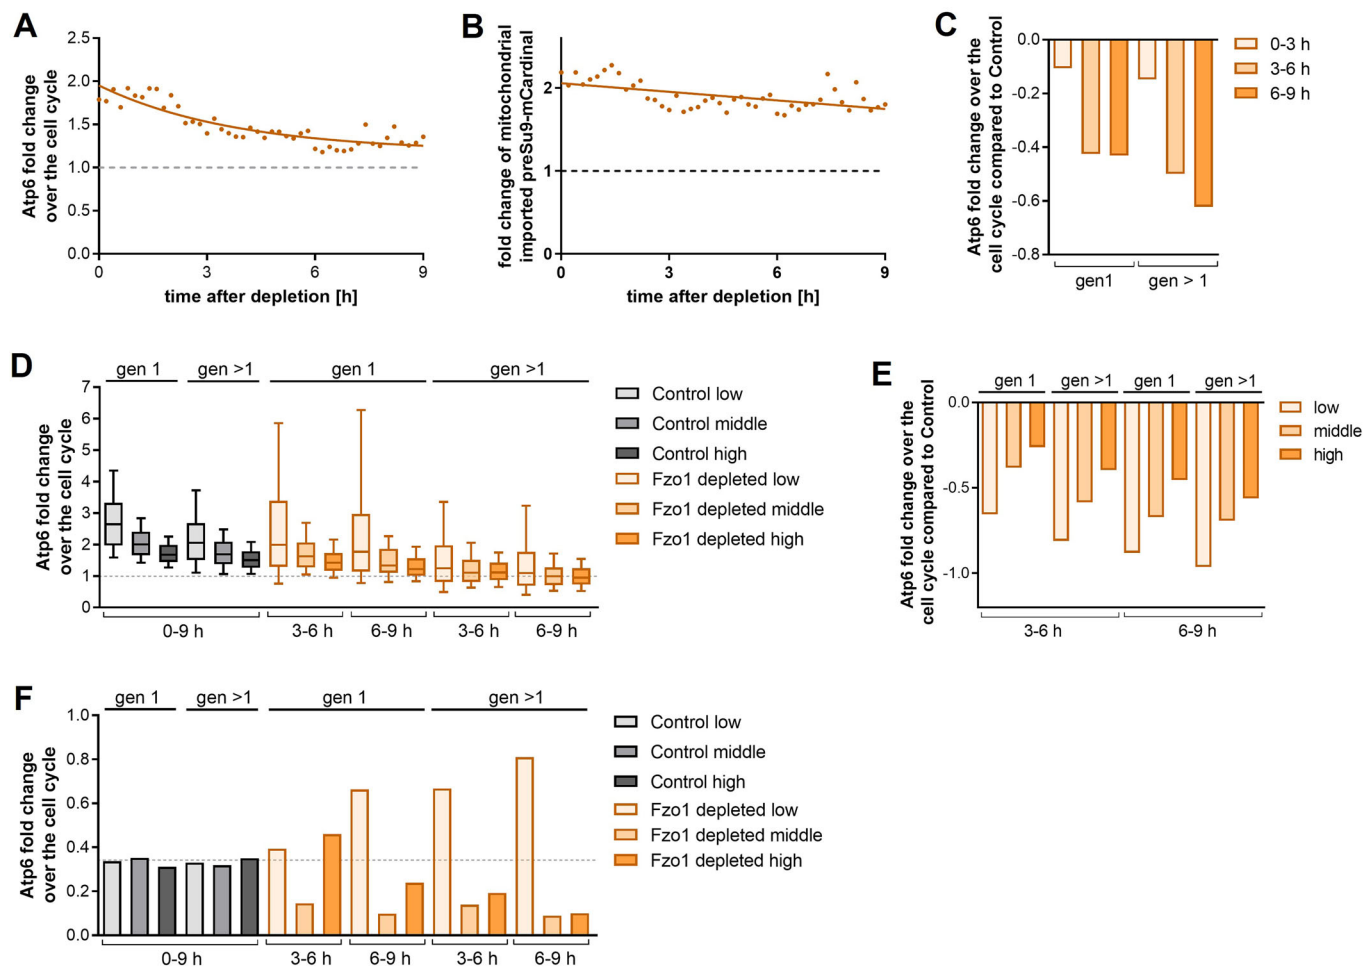 A
Atp6 fold change
over the cell cycle
2.5
2.0
1.5
1.0
0.5
0.0
0
3
6
9
time after depletion [h]
B
fold change of mitochondrial
imported preSu9-mCardinal
2
1
0
0
3
6
9
time after depletion [h]
C
Atp6 fold change over the
cell cycle compared to Control
0.0
-0.2
-0.4
-0.6
-0.8
gen1
gen > 1
0-3 h
3-6 h
6-9 h
D
Atp6 fold change
over the cell cycle
gen 1
gen >1
gen 1
gen >1
7
6
5
4
3
2
1
0
0-9 h
3-6 h
6-9 h
3-6 h
6-9 h
Control low
Control middle
Control high
Fzo1 depleted low
Fzo1 depleted middle
Fzo1 depleted high
E
Atp6 fold change over the
cell cycle compared to Control
gen 1
gen >1
gen 1
gen >1
0.0
-0.5
-1.0
3-6 h
6-9 h
low
middle
high
F
Atp6 fold change
over the cell cycle
gen 1
gen >1
gen 1
gen >1
1.0
0.8
0.6
0.4
0.2
0.0
0-9 h
3-6 h
6-9 h
3-6 h
6-9 h
Control low
Control middle
Control high
Fzo1 depleted low
Fzo1 depleted middle
Fzo1 depleted high